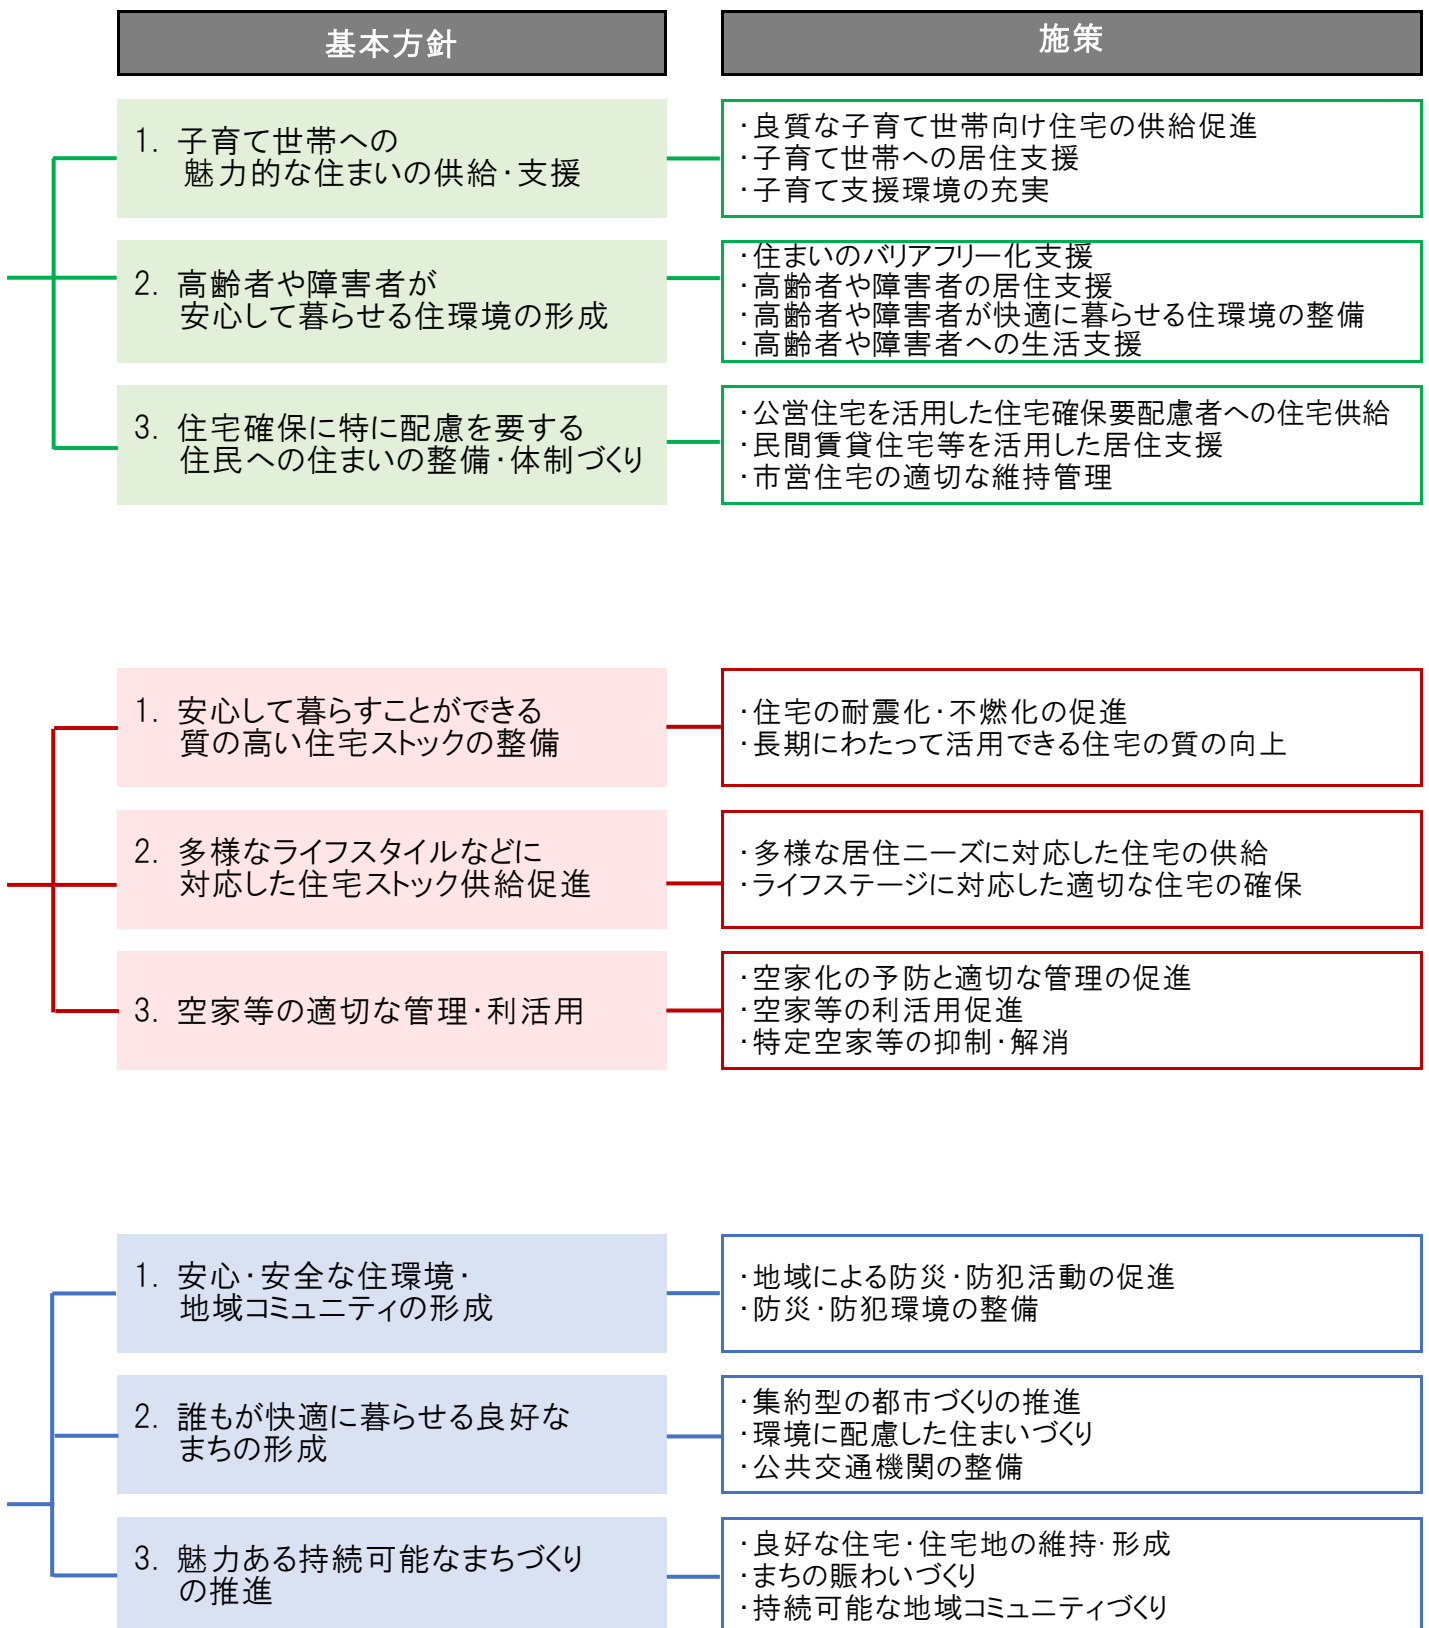 基本方針
施策
1. 子育て世帯への
魅力的な住まいの供給・支援
・良質な子育て世帯向け住宅の供給促進
・子育て世帯への居住支援
・子育て支援環境の充実
2. 高齢者や障害者が
安心して暮らせる住環境の形成
・住まいのバリアフリー化支援
・高齢者や障害者の居住支援
・高齢者や障害者が快適に暮らせる住環境の整備
・高齢者や障害者への生活支援
3. 住宅確保に特に配慮を要する
住民への住まいの整備・体制づくり
・公営住宅を活用した住宅確保要配慮者への住宅供給
・民間賃貸住宅等を活用した居住支援
・市営住宅の適切な維持管理
1. 安心して暮らすことができる
質の高い住宅ストックの整備
・住宅の耐震化・不燃化の促進
・長期にわたって活用できる住宅の質の向上
2. 多様なライフスタイルなどに
対応した住宅ストック供給促進
・多様な居住ニーズに対応した住宅の供給
・ライフステージに対応した適切な住宅の確保
3. 空家等の適切な管理・利活用
・空家化の予防と適切な管理の促進
・空家等の利活用促進
・特定空家等の抑制・解消
1. 安心・安全な住環境・
地域コミュニティの形成
・地域による防災・防犯活動の促進
・防災・防犯環境の整備
2. 誰もが快適に暮らせる良好な
まちの形成
・集約型の都市づくりの推進
・環境に配慮した住まいづくり
・公共交通機関の整備
3. 魅力ある持続可能なまちづくり
の推進
・良好な住宅・住宅地の維持・形成
・まちの賑わいづくり
・持続可能な地域コミュニティづくり